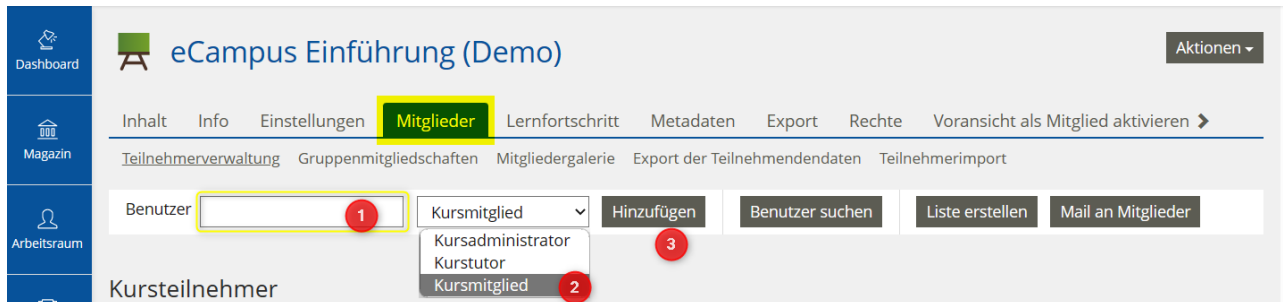 Dashboard
Magazin
Arbeitsraum
eCampus Einführung (Demo)
Aktionen
Inhalt Info Einstellungen Mitglieder Lernfortschritt Metadaten Export Rechte Voransicht als Mitglied aktivieren
Teilnehmerverwaltung Gruppenmitgliedschaften Mitgliedergalerie Export der Teilnehmendendaten Teilnehmerimport
Benutzer 1 Kursmitglied Hinzufügen Benutzer suchen Liste erstellen Mail an Mitglieder
Kursadministrator 3
Kurstutor
Kursmitglied 2
Kursteilnehmer